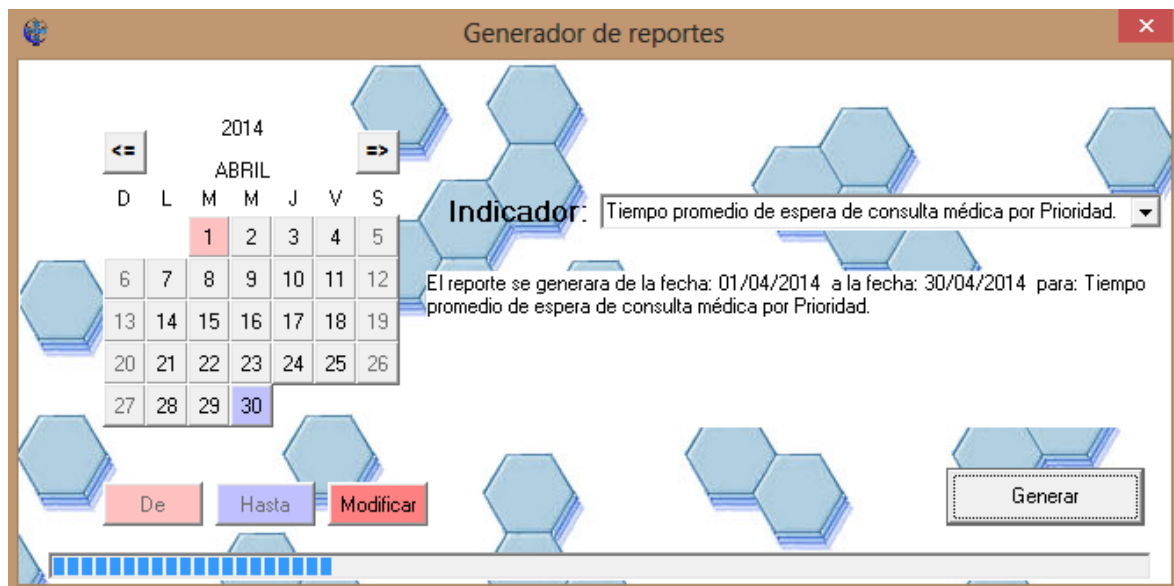 Generador de reportes
x
2014
<=
=>
ABRIL
D L M M J V S
1 2 3 4 5
6 7 8 9 10 11 12
13 14 15 16 17 18 19
20 21 22 23 24 25 26
27 28 29 30
Indicador: Tiempo promedio de espera de consulta médica por Prioridad.
El reporte se generara de la fecha: 01/04/2014 a la fecha: 30/04/2014 para: Tiempo
promedio de espera de consulta médica por Prioridad.
De Hasta Modificar
Generar